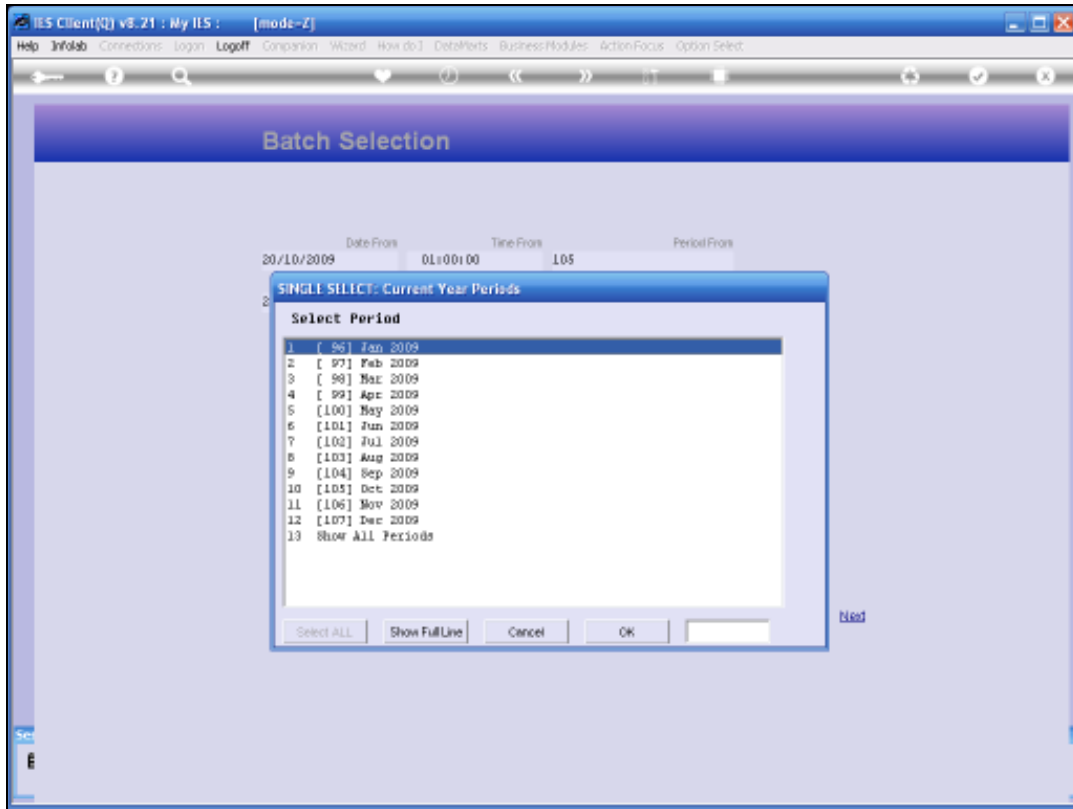 IES Client(Q) v8.21 : My IES : [mode-Z]
Help Infolab Connections Logon Logoff Companion Wizard How do I DataMarts Business Modules Action Focus Option Select
Batch Selection
Date From Time From Period From
20/10/2009 01:00:00 105
SINGLE SELECT: Current Year Periods
Select Period
1 [ 96] Jan 2009
2 [ 97] Feb 2009
3 [ 98] Mar 2009
4 [ 99] Apr 2009
5 [100] May 2009
6 [101] Jun 2009
7 [102] Jul 2009
8 [103] Aug 2009
9 [104] Sep 2009
10 [105] Oct 2009
11 [106] Nov 2009
12 [107] Dec 2009
13 Show All Periods
Select ALL Show Full Line Cancel OK
Next